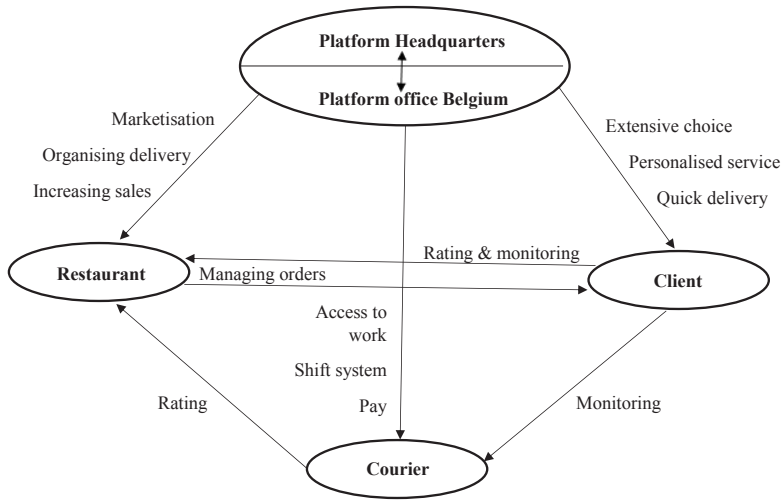 Platform Headquarters
Platform office Belgium
Marketisation
Organising delivery
Increasing sales
Extensive choice
Personalised service
Quick delivery
Rating & monitoring
Restaurant
Managing orders
Client
Access to
work
Shift system
Pay
Rating
Monitoring
Courier